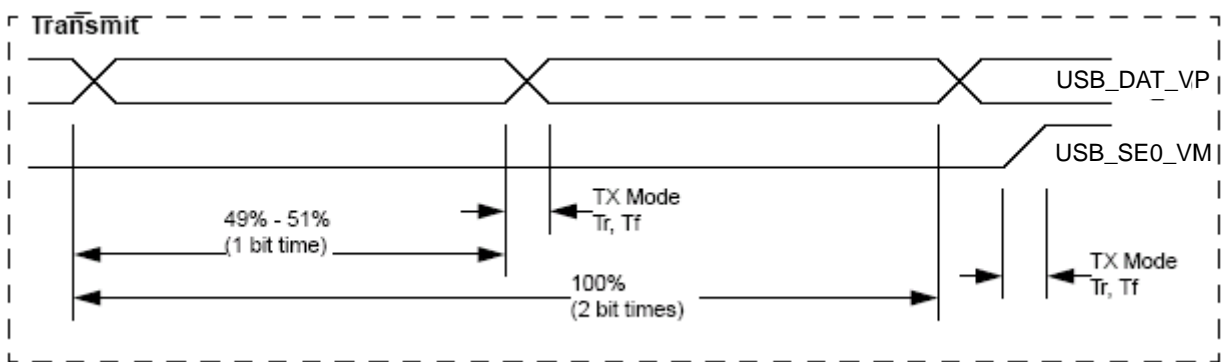 Transmit
USB_DAT_VP
USB_SE0_VM
TX Mode
Tr, Tf
49% - 51%
(1 bit time)
TX Mode
Tr, Tf
100%
(2 bit times)